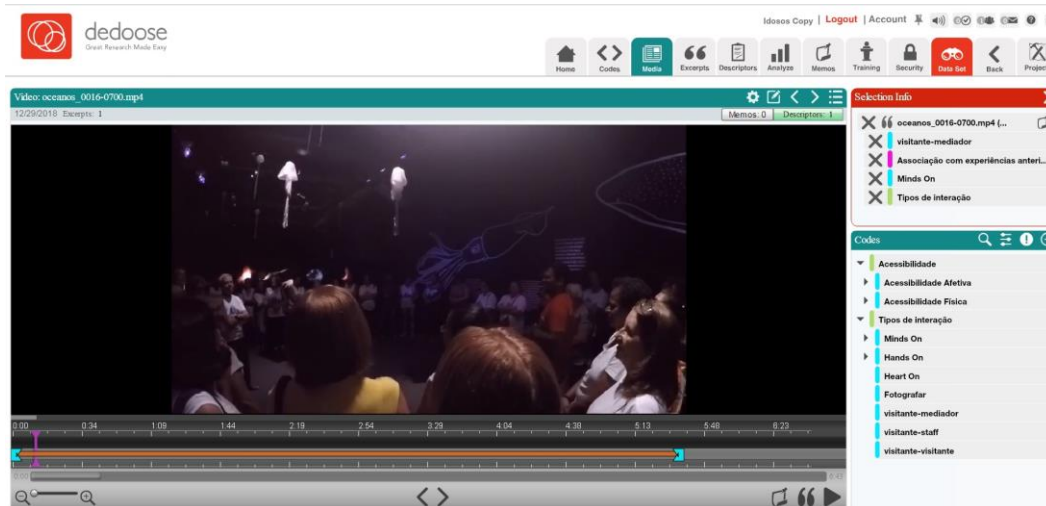 Idosos Copy | Logout | Account
dedoose
Great Research Made Easy
Home
Codes
Media
Excerpts
Descriptors
Analyze
Memos
Training
Security
Data Set
Back
Project
Video: oceanos_0016-0700.mp4
12/29/2018 Excerpts: 1
Memos: 0
Descriptors: 1
0:00 0:34 1:09 1:44 2:19 2:54 3:29 4:04 4:38 5:13 5:48 6:23
0:00
6:43
Selection Info
oceanos_0016-0700.mp4 (...
visitante-mediador
Associação com experiências anteri...
Minds On
Tipos de interação
Codes
Acessibilidade
Acessibilidade Afetiva
Acessibilidade Física
Tipos de interação
Minds On
Hands On
Heart On
Fotografar
visitante-mediador
visitante-staff
visitante-visitante